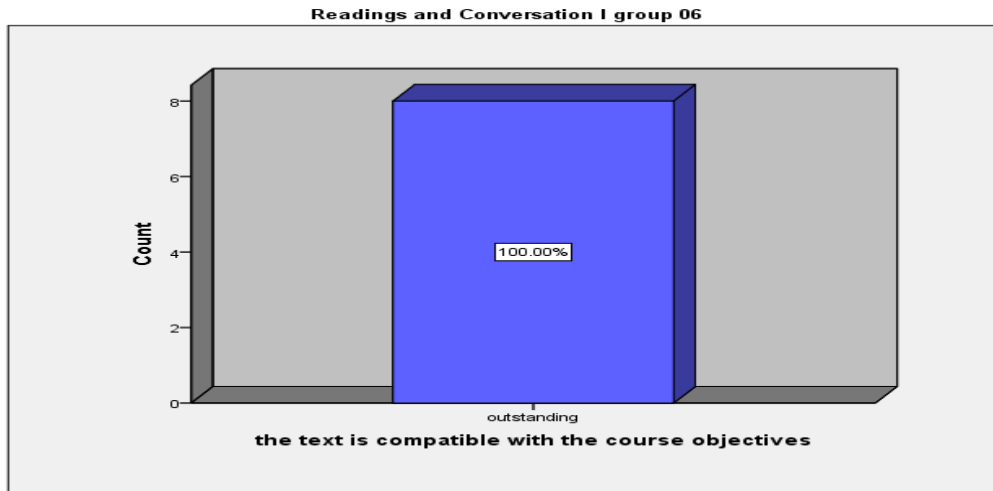 Readings and Conversation I group 06
Count
8
6
4
2
0
100.00%
outstanding
the text is compatible with the course objectives